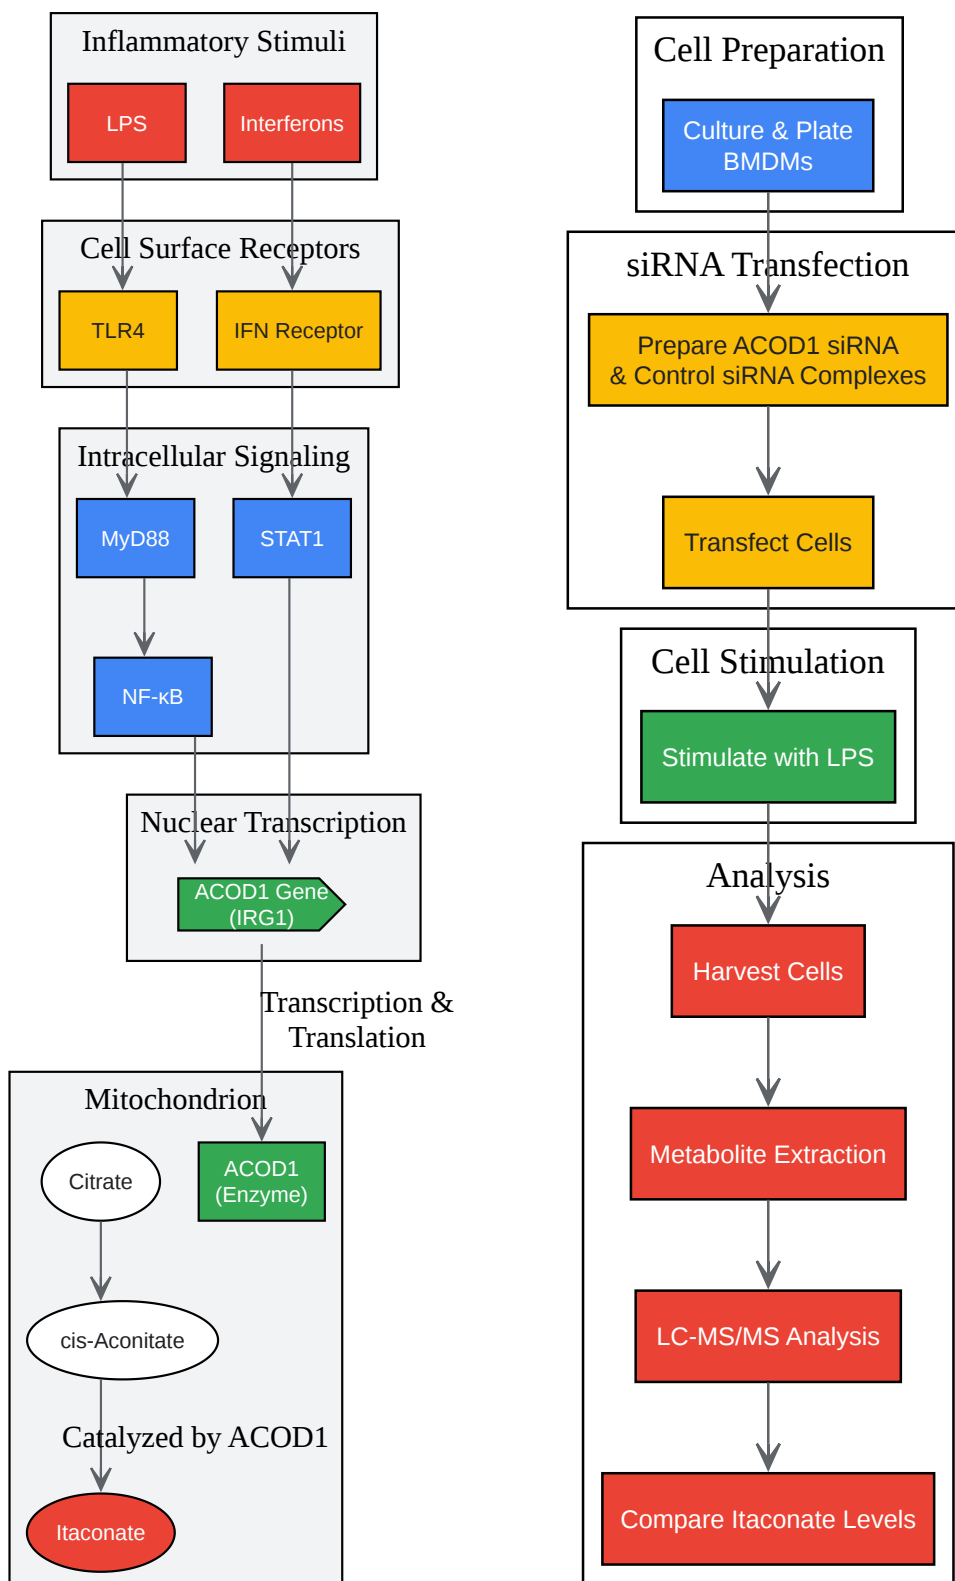 Inflammatory Stimuli
LPS
Interferons
Cell Surface Receptors
TLR4
IFN Receptor
Intracellular Signaling
MyD88
STAT1
NF-κB
Nuclear Transcription
ACOD1 Gene
(IRG1)
Transcription &
Translation
Mitochondrion
Citrate
ACOD1
(Enzyme)
cis-Aconitate
Catalyzed by ACOD1
Itaconate
Cell Preparation
Culture & Plate
BMDMs
siRNA Transfection
Prepare ACOD1 siRNA
& Control siRNA Complexes
Transfect Cells
Cell Stimulation
Stimulate with LPS
Analysis
Harvest Cells
Metabolite Extraction
LC-MS/MS Analysis
Compare Itaconate Levels